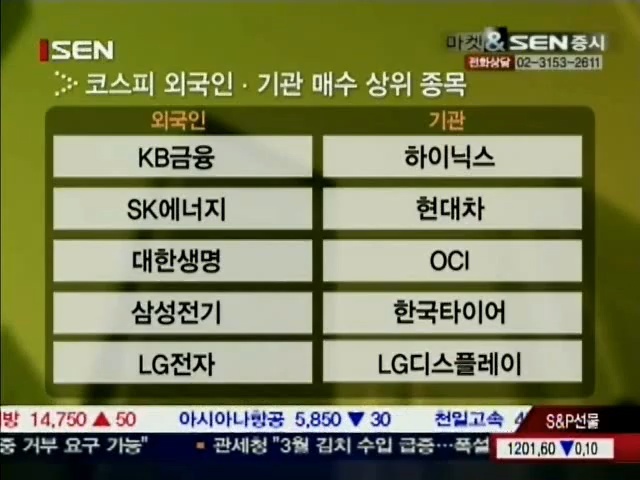 SEN
마켓&SEN증시
전화상담 02-3153-2611
코스피 외국인 · 기관 매수 상위 종목
외국인 기관
KB금융 하이닉스
SK에너지 현대차
대한생명 OCI
삼성전기 한국타이어
LG전자 LG디스플레이
방 14,750 ▲ 50 아시아나항공 5,850 ▼ 30 천일고속 S&P선물
중 거부 요구 가능" ▪ 관세청 "3월 김치 수입 급증…폭설 1201,60 ▼0,10